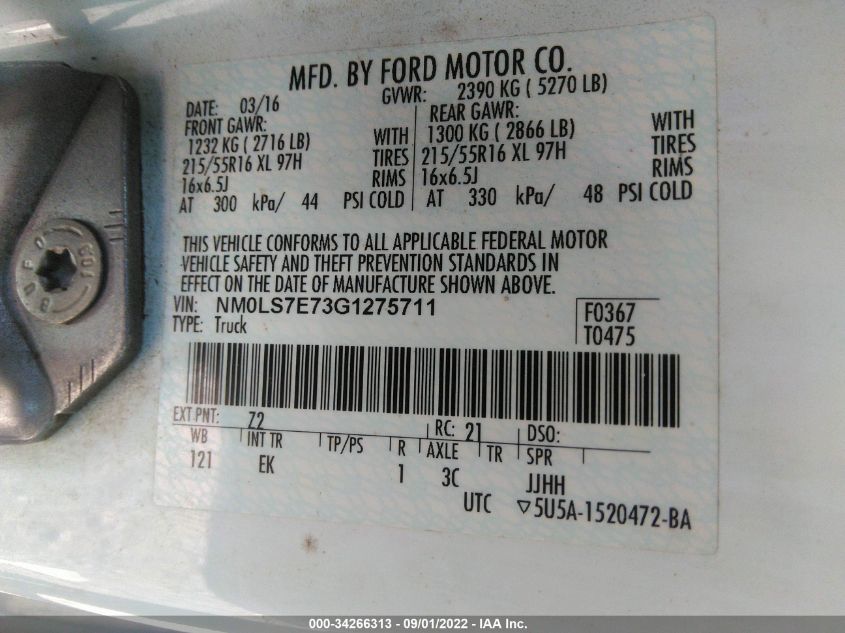 MFD. BY FORD MOTOR CO.
DATE: 03/16 GVWR: 2390 KG ( 5270 LB)
FRONT GAWR: REAR GAWR:
1232 KG ( 2716 LB) WITH 1300 KG ( 2866 LB) WITH
215/55R16 XL 97H TIRES 215/55R16 XL 97H TIRES
16x6.5J RIMS 16x6.5J RIMS
AT 300 kPa/ 44 PSI COLD AT 330 kPa/ 48 PSI COLD
THIS VEHICLE CONFORMS TO ALL APPLICABLE FEDERAL MOTOR
VEHICLE SAFETY AND THEFT PREVENTION STANDARDS IN
EFFECT ON THE DATE OF MANUFACTURE SHOWN ABOVE.
VIN: NM0LS7E73G1275711
TYPE: Truck
F0367
T0475
EXT PNT: Z2 RC: 21 DSO:
WB INT TR TP/PS R AXLE TR SPR
121 EK 1 3C JJHH
UTC ▽5U5A-1520472-BA
000-34266313 - 09/01/2022 - IAA Inc.